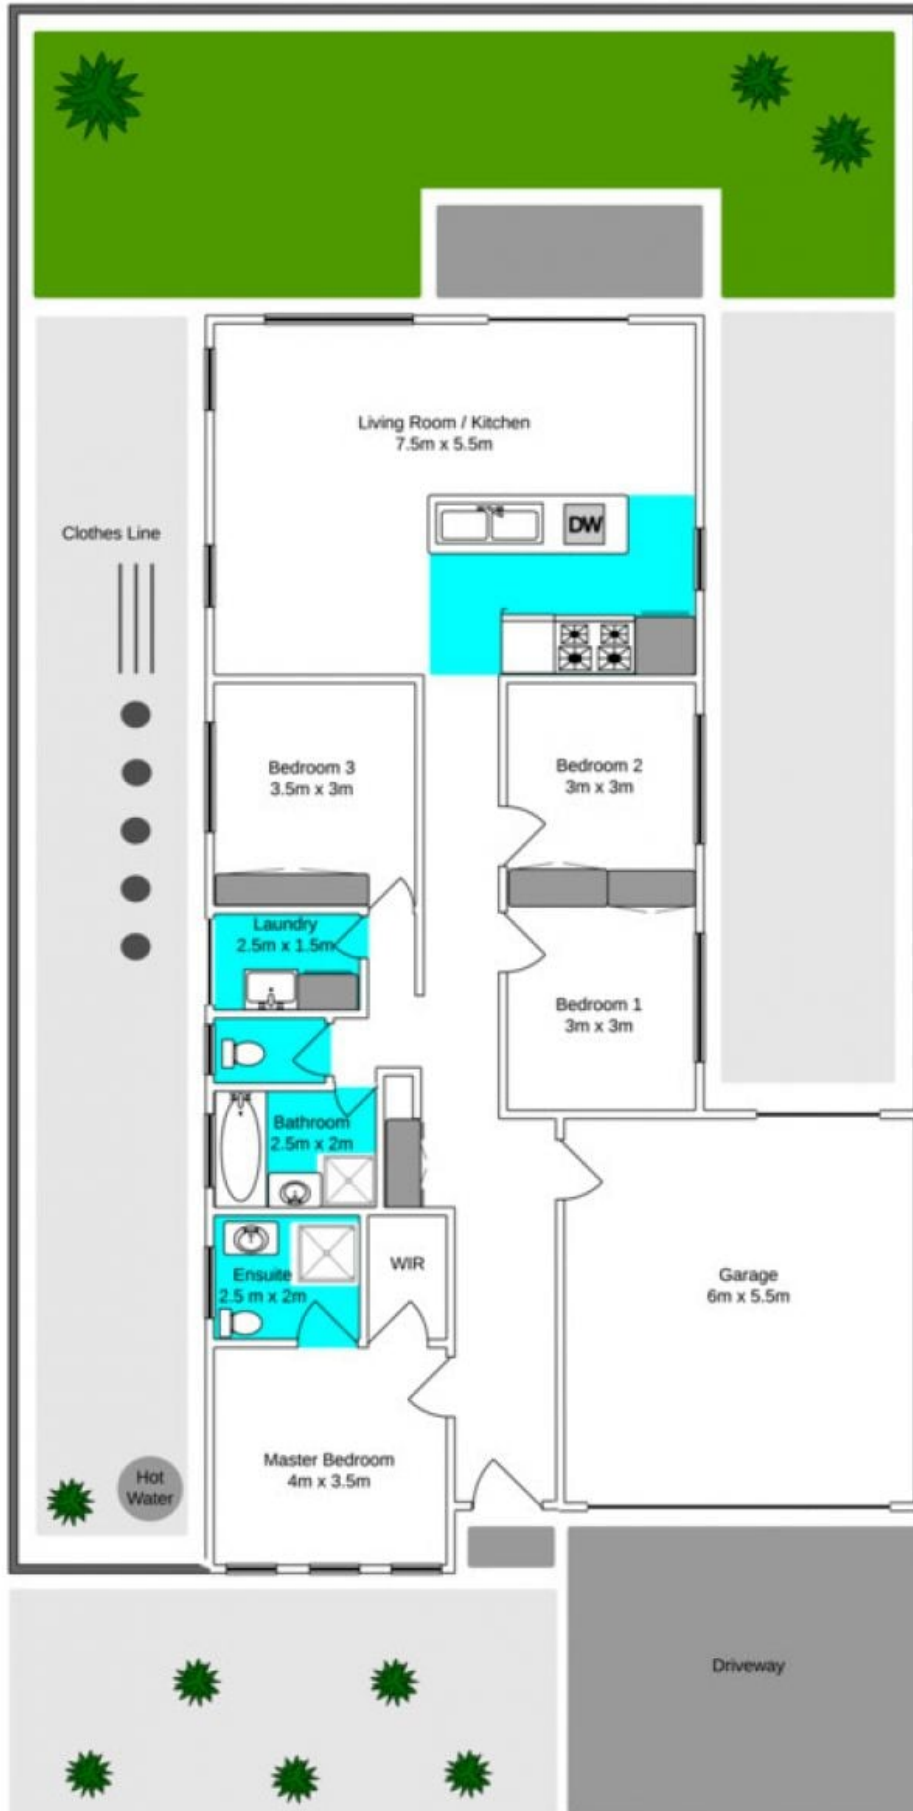 Living Room / Kitchen
7.5m x 5.5m
DW
Clothes Line
Bedroom 3
3.5m x 3m
Bedroom 2
3m x 3m
Laundry
2.5m x 1.5m
Bedroom 1
3m x 3m
Bathroom
2.5m x 2m
WIR
Ensuite
2.5 m x 2m
Garage
6m x 5.5m
Master Bedroom
4m x 3.5m
Hot
Water
Driveway